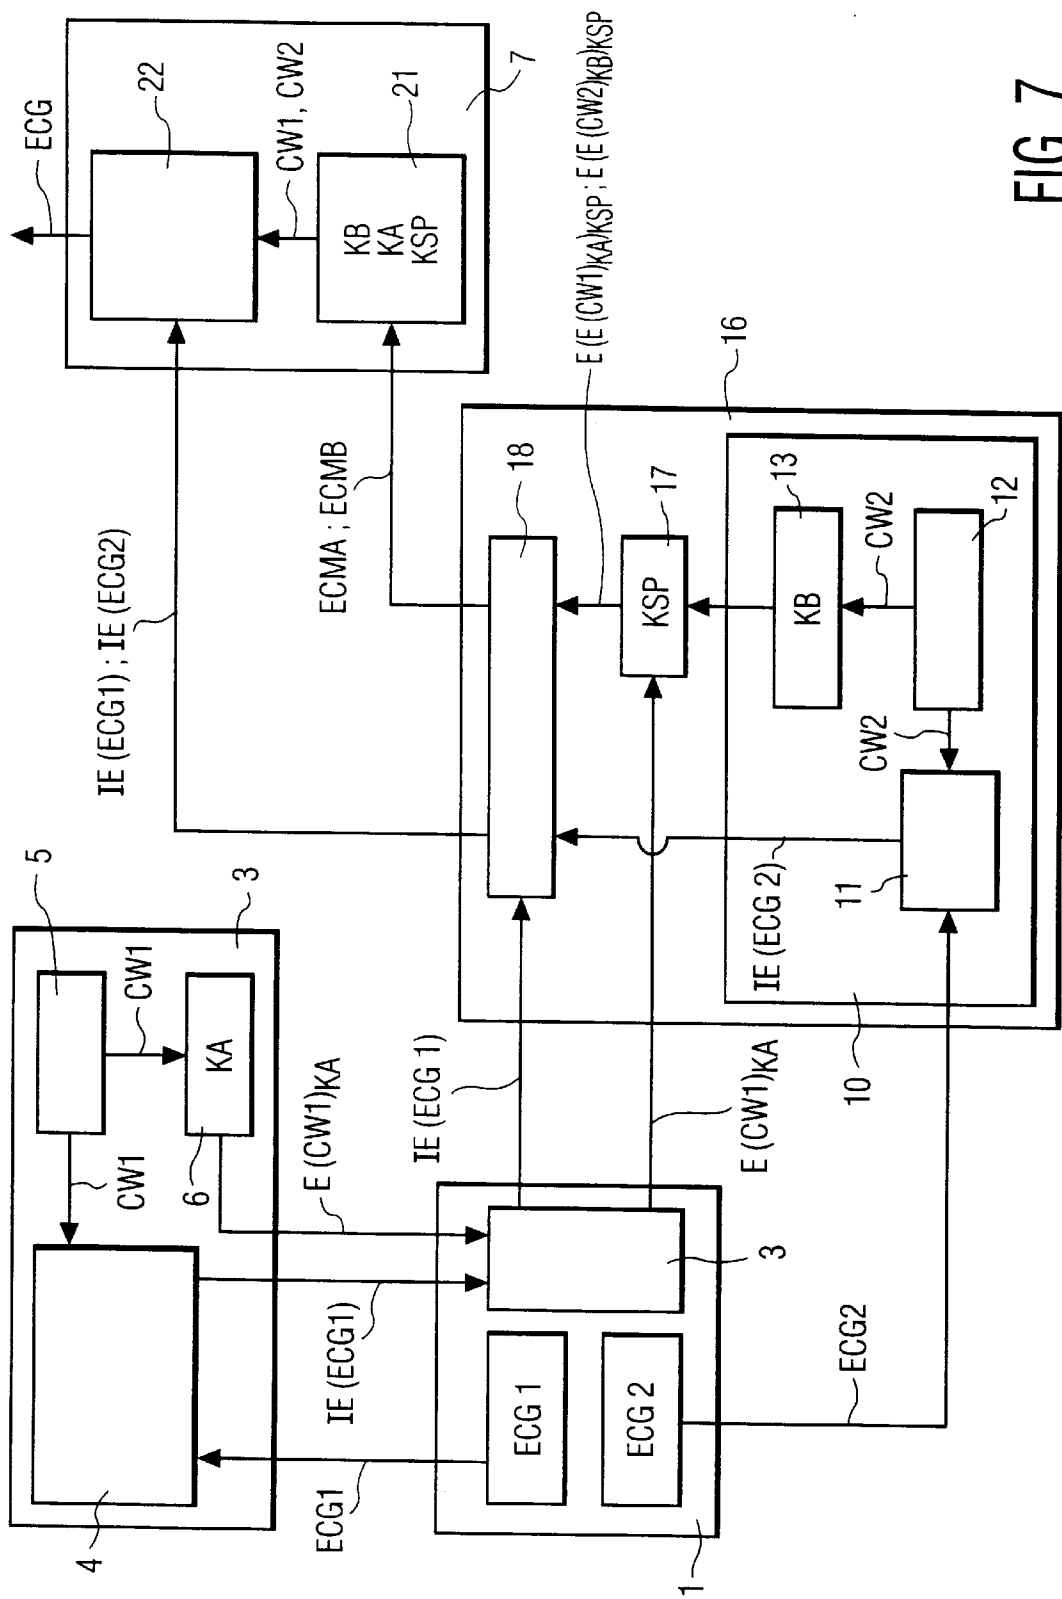 5
CW1
3
CW1
KA
6
4
E (CW1)KA
IE (ECG1)
ECG1
ECG 1
ECG 2
3
1
IE (ECG 1)
E (CW1)KA
ECG2
IE (ECG1) ; IE (ECG2)
ECMA ; ECMB
ECG
22
CW1, CW2
KB
KA
KSP
21
7
E (E (CW1)KA)KSP ; E (E (CW2)KB)KSP
18
16
KSP
17
KB
13
CW2
12
CW2
11
IE (ECG 2)
10
FIG 7